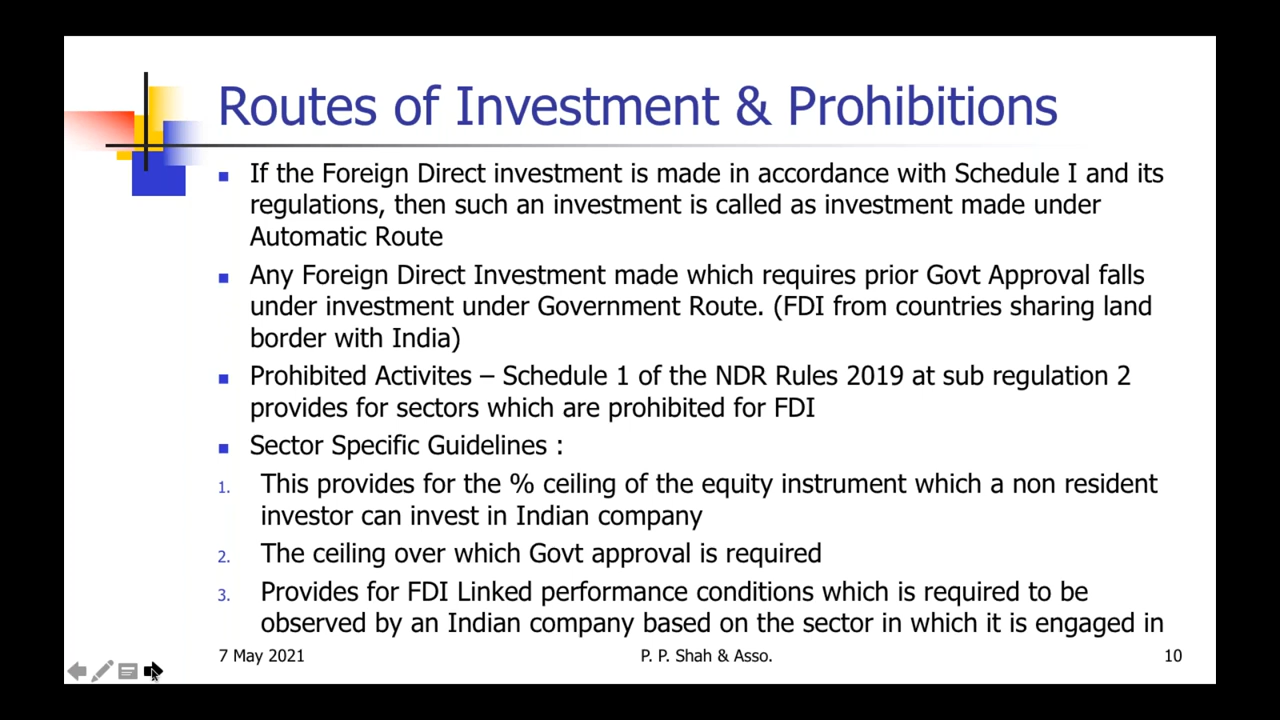 Routes of Investment & Prohibitions
If the Foreign Direct investment is made in accordance with Schedule I and its
regulations, then such an investment is called as investment made under
Automatic Route
Any Foreign Direct Investment made which requires prior Govt Approval falls
under investment under Government Route. (FDI from countries sharing land
border with India)
Prohibited Activites – Schedule 1 of the NDR Rules 2019 at sub regulation 2
provides for sectors which are prohibited for FDI
Sector Specific Guidelines :
1. This provides for the % ceiling of the equity instrument which a non resident
investor can invest in Indian company
2. The ceiling over which Govt approval is required
3. Provides for FDI Linked performance conditions which is required to be
observed by an Indian company based on the sector in which it is engaged in
7 May 2021
P. P. Shah & Asso.
10